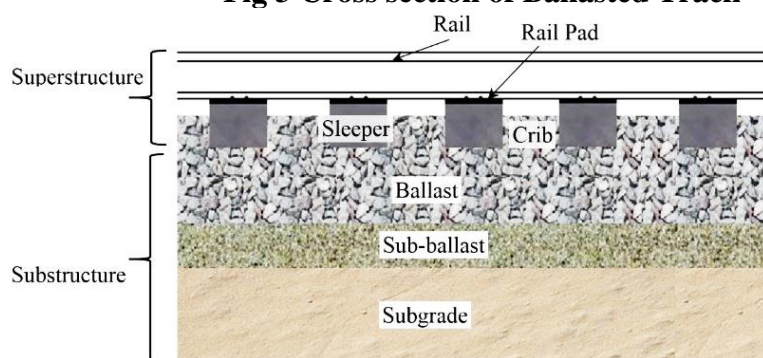 Fig 3 Cross section of Ballasted Track
Rail
Rail Pad
Superstructure
Sleeper
Crib
Ballast
Sub-ballast
Substructure
Subgrade